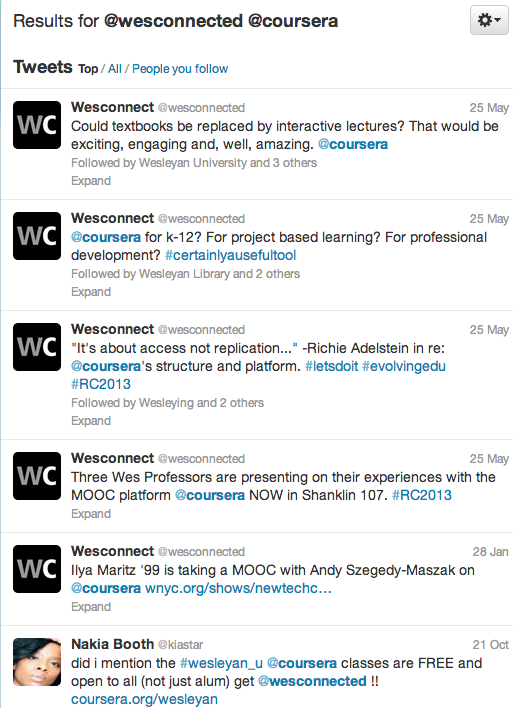 Results for @wesconnected @coursera
Tweets Top / All / People you follow
WC
Wesconnect @wesconnected 25 May
Could textbooks be replaced by interactive lectures? That would be
exciting, engaging and, well, amazing. @coursera
Followed by Wesleyan University and 3 others
Expand
WC
Wesconnect @wesconnected 25 May
@coursera for k-12? For project based learning? For professional
development? #certainlyausefultool
Followed by Wesleyan Library and 2 others
Expand
WC
Wesconnect @wesconnected 25 May
"It's about access not replication..." -Richie Adelstein in re:
@coursera's structure and platform. #letsdoit #evolvingedu
#RC2013
Followed by Wesleying and 2 others
Expand
WC
Wesconnect @wesconnected 25 May
Three Wes Professors are presenting on their experiences with the
MOOC platform @coursera NOW in Shanklin 107. #RC2013
Expand
WC
Wesconnect @wesconnected 28 Jan
Ilya Maritz '99 is taking a MOOC with Andy Szegedy-Maszak on
@coursera wnyc.org/shows/newtechc…
Expand
Nakia Booth @kiastar 21 Oct
did i mention the #wesleyan_u @coursera classes are FREE and
open to all (not just alum) get @wesconnected !!
coursera.org/wesleyan